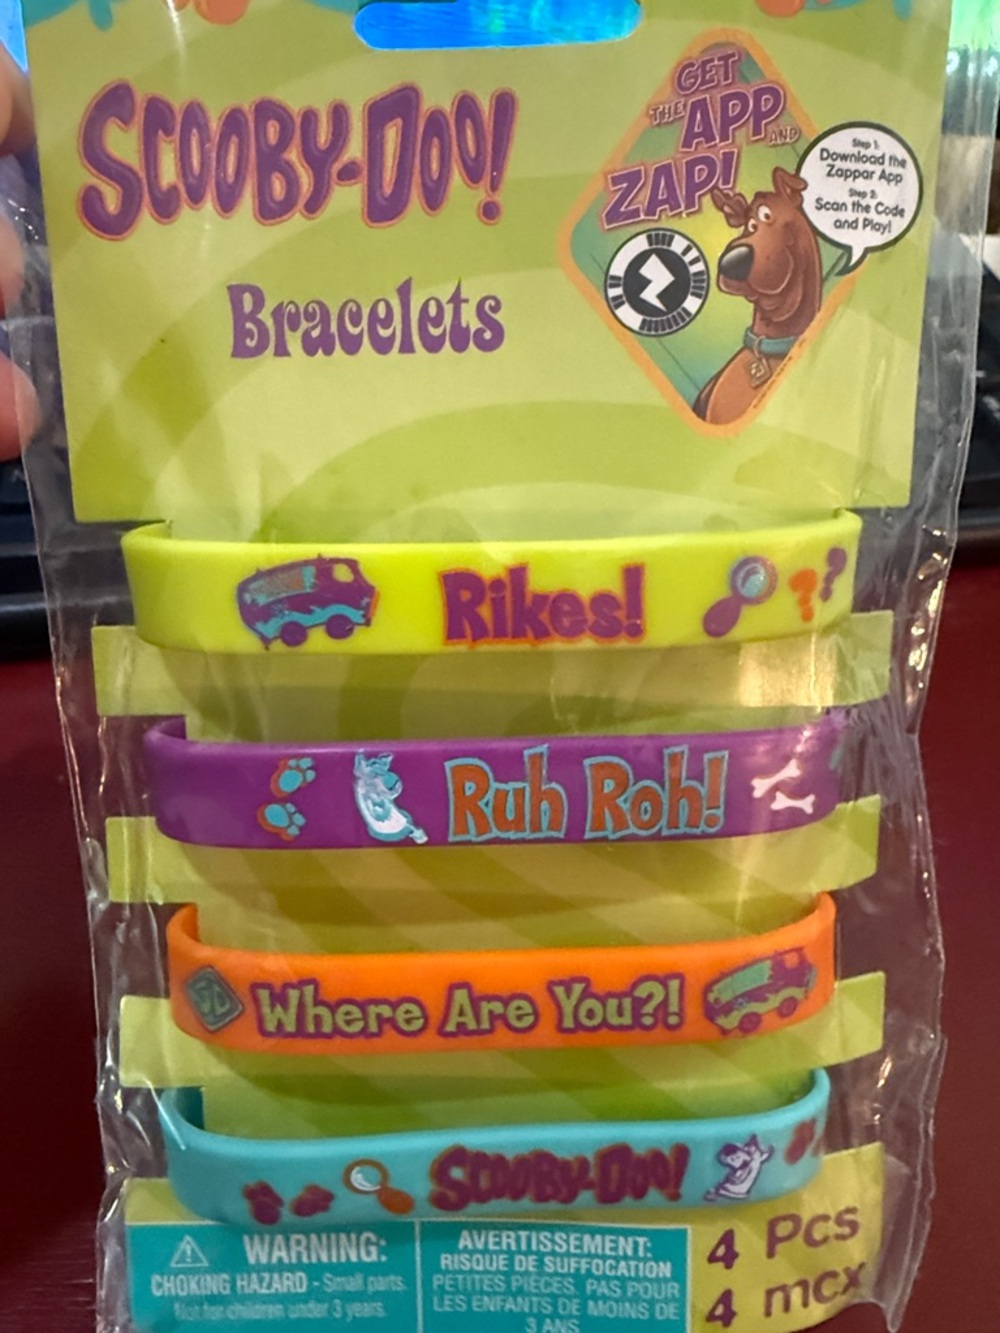 SCOOBY-DOO!
Bracelets
GET
THE APP AND
ZAP!
Step 1:
Download the
Zappar App
Step 2:
Scan the Code
and Play!
SD
Rikes!
??
Ruh Roh!
SD
Where Are You?!
SCOOBY-DOO!
WARNING:
CHOKING HAZARD - Small parts.
Not for children under 3 years.
AVERTISSEMENT:
RISQUE DE SUFFOCATION
PETITES PIÈCES. PAS POUR
LES ENFANTS DE MOINS DE
3 ANS
4 Pcs
4 mcx